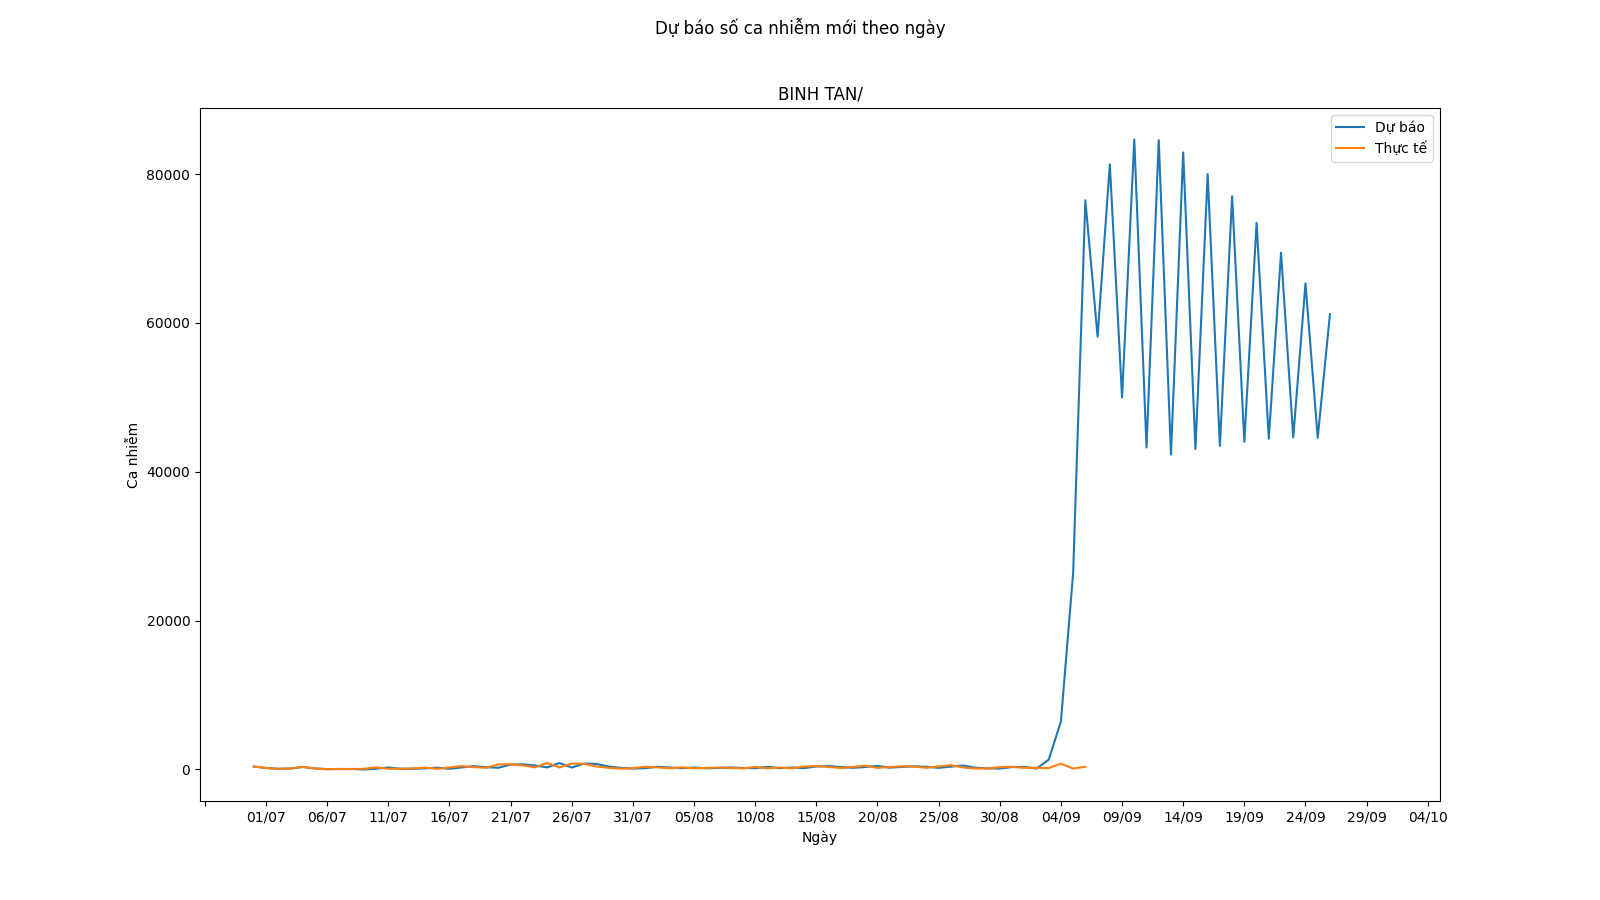 Dự báo số ca nhiễm mới theo ngày
BINH TAN/
Dự báo
Thực tế
80000
60000
40000
20000
0
Ca nhiễm
01/07 06/07 11/07 16/07 21/07 26/07 31/07 05/08 10/08 15/08 20/08 25/08 30/08 04/09 09/09 14/09 19/09 24/09 29/09 04/10
Ngày